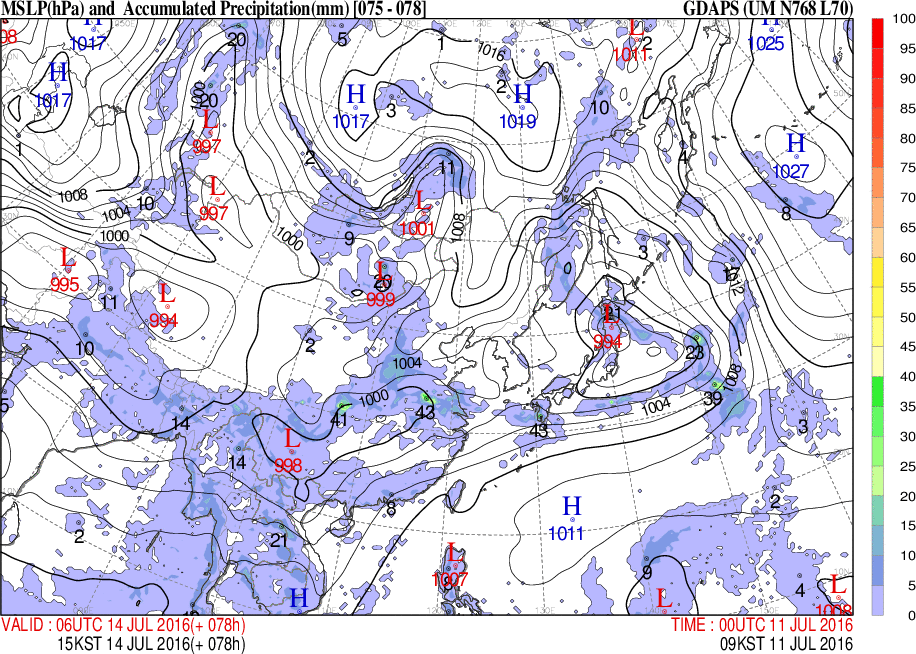 MSLP(hPa) and Accumulated Precipitation(mm) [075 - 078] GDAPS (UM N768 L70)
100
95
90
85
80
75
70
65
60
55
50
45
40
35
30
25
20
15
10
5
0
1017 20 5 1 1016 L 1011 2 1025
H 1017 20 L 997 H 1017 3 2 H 1019 10 H 1027
1 2 11 4
1008 1004 10 L 997 L 1001 1008 8
1000 1000 9 3
L 995 L 994 11 L 20 999 0 17 1012
10 2 21 L 994 23
1004 1008
5 14 41 1000 43 43 1004 39 3
14 L 998
2 21 8 H 1011 2
L 1007 9 4 L 1008
H L
VALID : 06UTC 14 JUL 2016(+ 078h) TIME : 00UTC 11 JUL 2016
15KST 14 JUL 2016(+ 078h) 09KST 11 JUL 2016